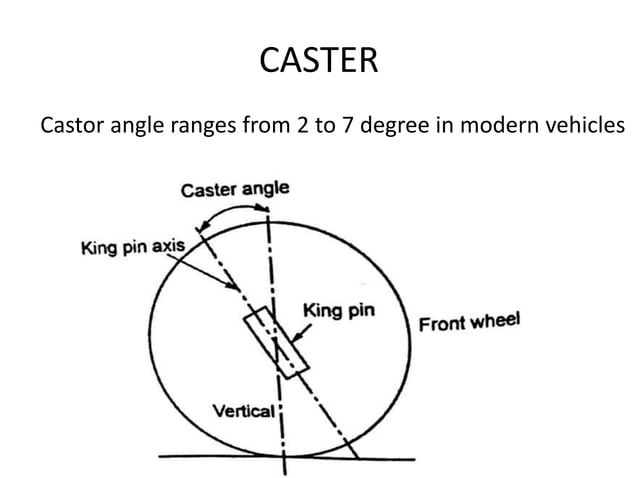 CASTER
Castor angle ranges from 2 to 7 degree in modern vehicles
Caster angle
King pin axis
King pin
Front wheel
Vertical